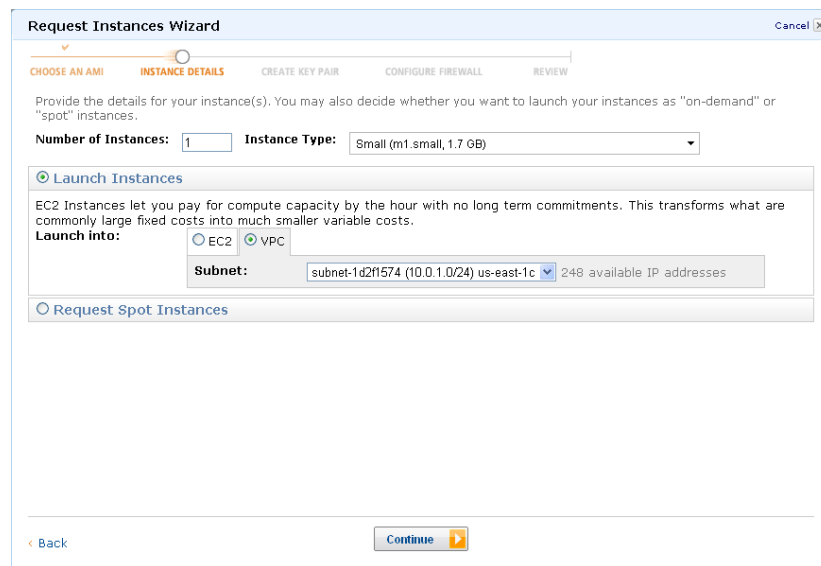 Request Instances Wizard
Cancel
CHOOSE AN AMI INSTANCE DETAILS CREATE KEY PAIR CONFIGURE FIREWALL REVIEW
Provide the details for your instance(s). You may also decide whether you want to launch your instances as "on-demand" or
"spot" instances.
Number of Instances: 1 Instance Type: Small (m1.small, 1.7 GB)
Launch Instances
EC2 Instances let you pay for compute capacity by the hour with no long term commitments. This transforms what are
commonly large fixed costs into much smaller variable costs.
Launch into: EC2 VPC
Subnet: subnet-1d2f1574 (10.0.1.0/24) us-east-1c 248 available IP addresses
Request Spot Instances
< Back Continue